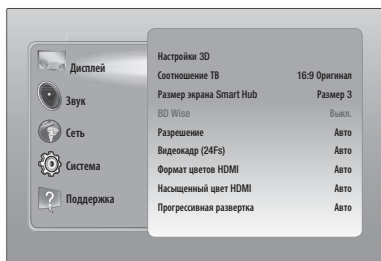 Дисплей
Звук
Сеть
Система
Поддержка
Настройки 3D
Соотношение ТВ 16:9 Оригинал
Размер экрана Smart Hub Размер 3
BD Wise Выкл.
Разрешение Авто
Видеокадр (24Fs) Авто
Формат цветов HDMI Авто
Насыщенный цвет HDMI Авто
Прогрессивная развертка Авто